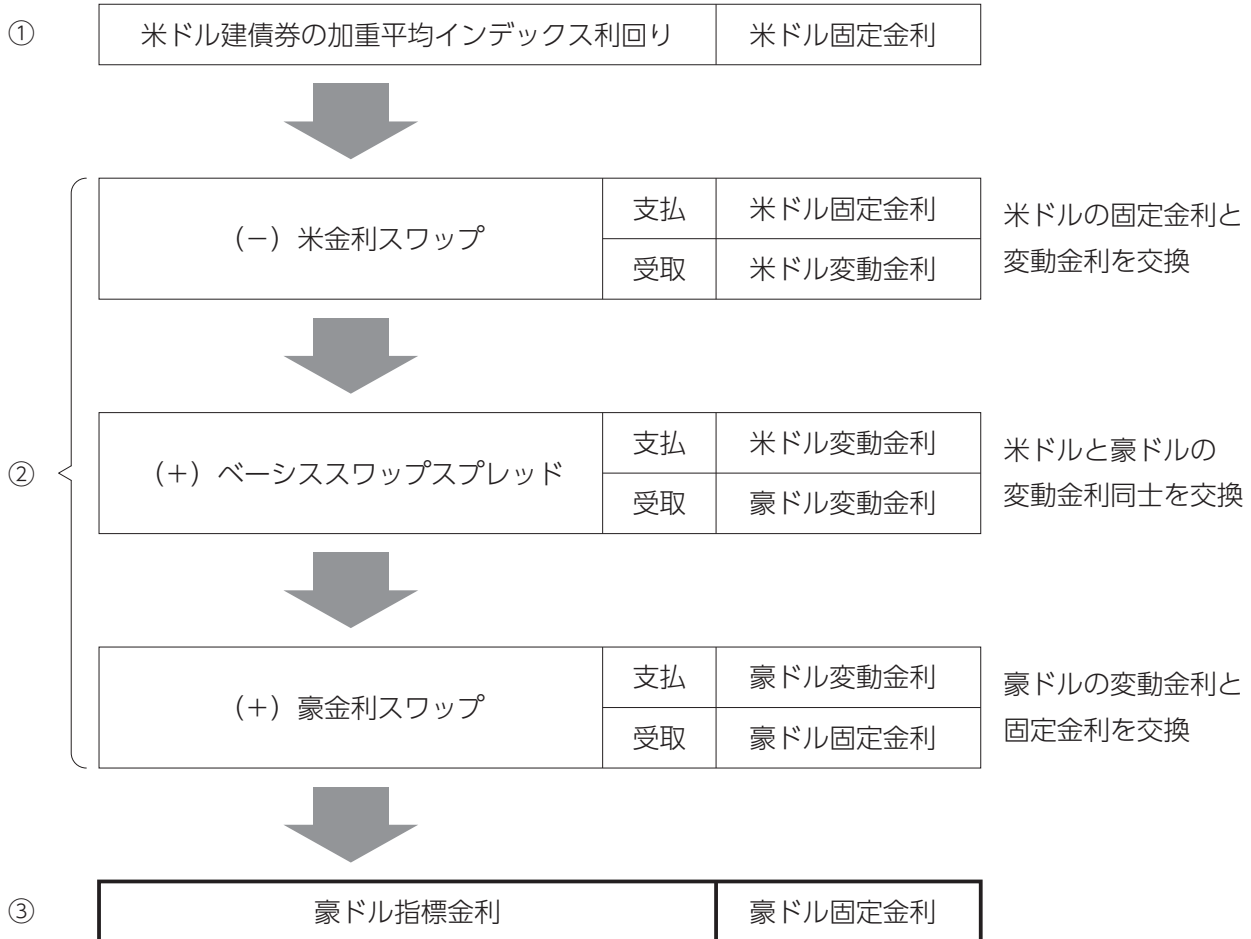 ①
米ドル建債券の加重平均インデックス利回り 米ドル固定金利
(-)米金利スワップ
支払 米ドル固定金利
受取 米ドル変動金利
米ドルの固定金利と
変動金利を交換
②
(+)ベーシススワップスプレッド
支払 米ドル変動金利
受取 豪ドル変動金利
米ドルと豪ドルの
変動金利同士を交換
(+)豪金利スワップ
支払 豪ドル変動金利
受取 豪ドル固定金利
豪ドルの変動金利と
固定金利を交換
③
豪ドル指標金利 豪ドル固定金利